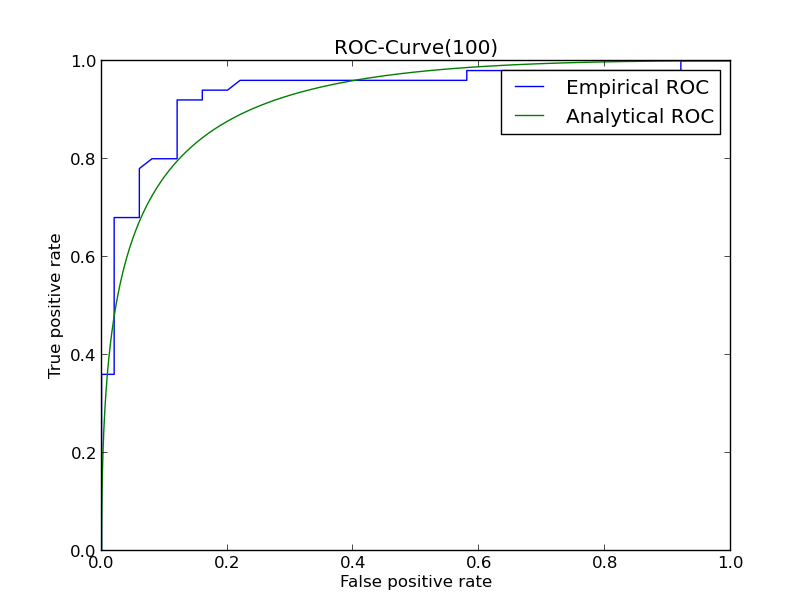 ROC-Curve(100)
1.0
0.8
0.6
0.4
0.2
0.0
True positive rate
Empirical ROC
Analytical ROC
0.0 0.2 0.4 0.6 0.8 1.0
False positive rate